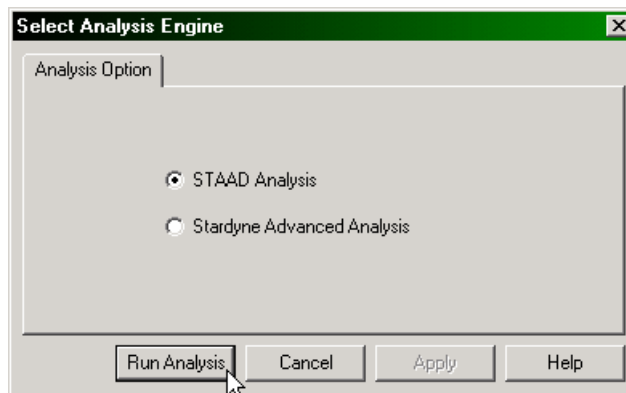 Select Analysis Engine
Analysis Option
STAAD Analysis
Stardyne Advanced Analysis
Run Analysis Cancel Apply Help